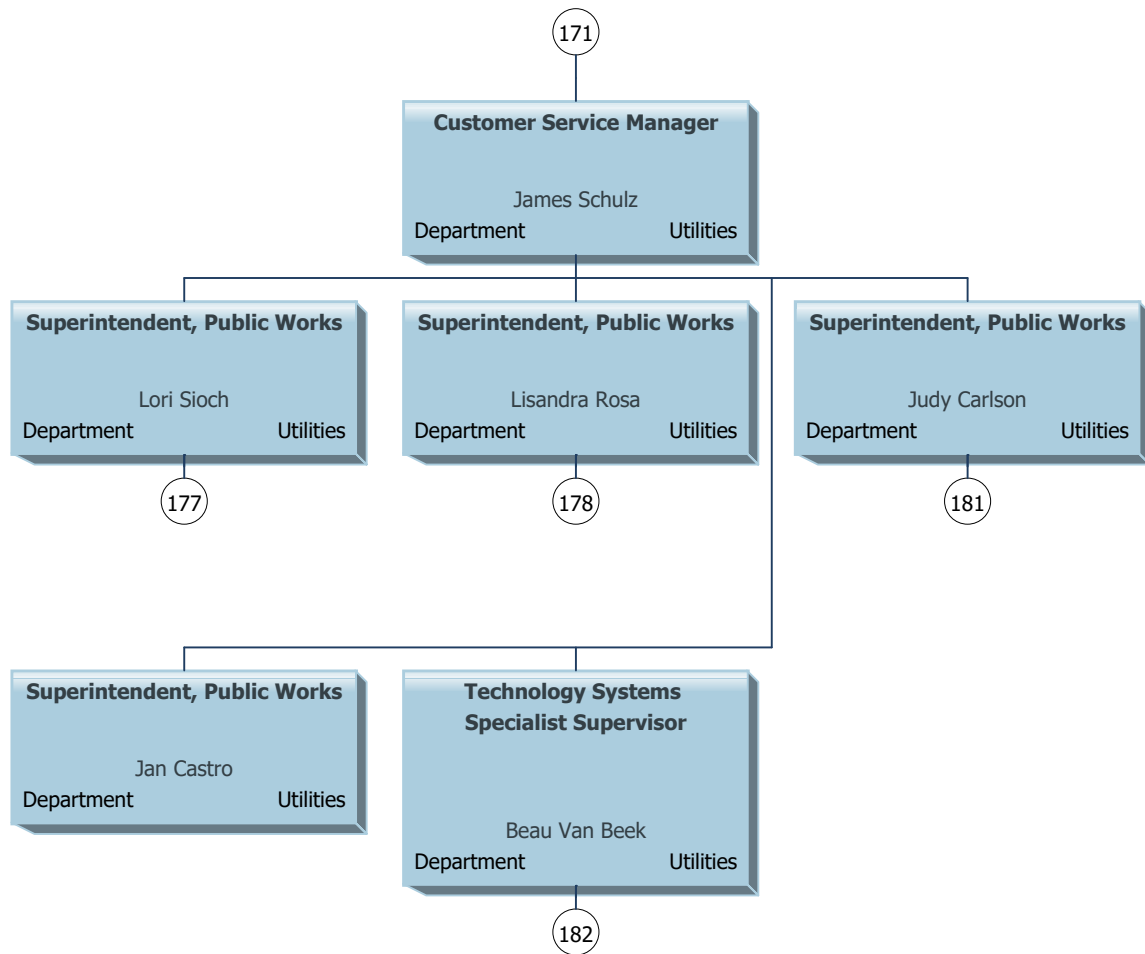 171
Customer Service Manager
James Schulz
Department Utilities
Superintendent, Public Works
Lori Sioch
Department Utilities
177
Superintendent, Public Works
Lisandra Rosa
Department Utilities
178
Superintendent, Public Works
Judy Carlson
Department Utilities
181
Superintendent, Public Works
Jan Castro
Department Utilities
Technology Systems
Specialist Supervisor
Beau Van Beek
Department Utilities
182